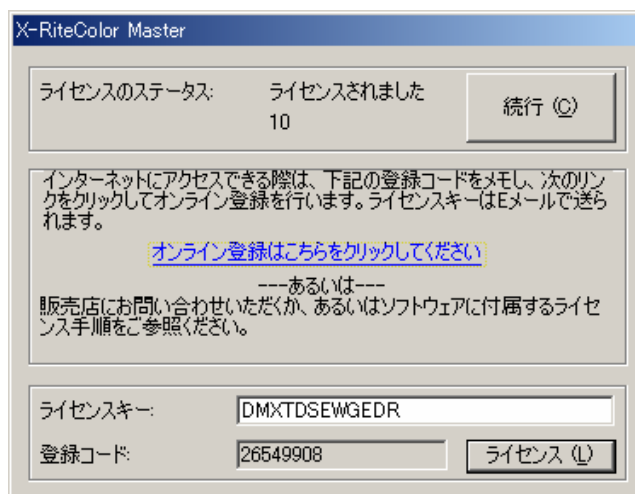 X-RiteColor Master
ライセンスのステータス: ライセンスされました
10
続行 (C)
インターネットにアクセスできる際は、下記の登録コードをメモし、次のリン
クをクリックしてオンライン登録を行います。ライセンスキーはEメールで送ら
れます。
オンライン登録はこちらをクリックしてください
---あるいは---
販売店にお問い合わせいただくか、あるいはソフトウェアに付属するライセ
ンス手順をご参照ください。
ライセンスキー: DMXTDSEWGEDR
登録コード: 26549908 ライセンス (L)